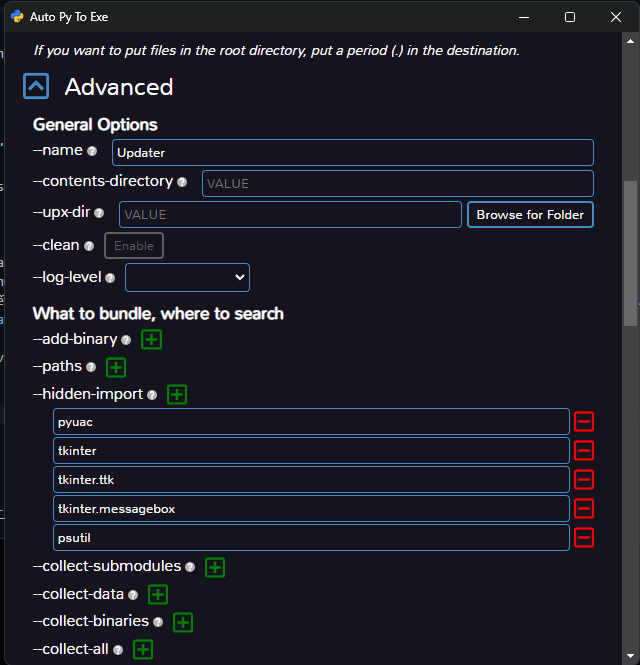 Auto Py To Exe
If you want to put files in the root directory, put a period (.) in the destination.
Advanced
General Options
--name ? Updater
--contents-directory ? VALUE
--upx-dir ? VALUE Browse for Folder
--clean ? Enable
--log-level ?
What to bundle, where to search
--add-binary ?
--paths ?
--hidden-import ?
pyuac
tkinter
tkinter.ttk
tkinter.messagebox
psutil
--collect-submodules ?
--collect-data ?
--collect-binaries ?
--collect-all ?